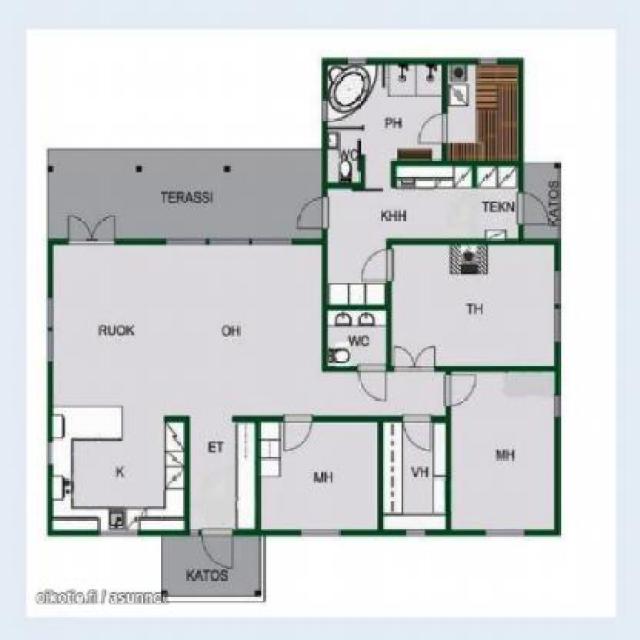 PH
WC
TERASSI
KHH
TEKN
KATOS
TH
RUOK
OH
WC
ET
K
MH
VH
MH
KATOS
oikotie.fi / asunnot